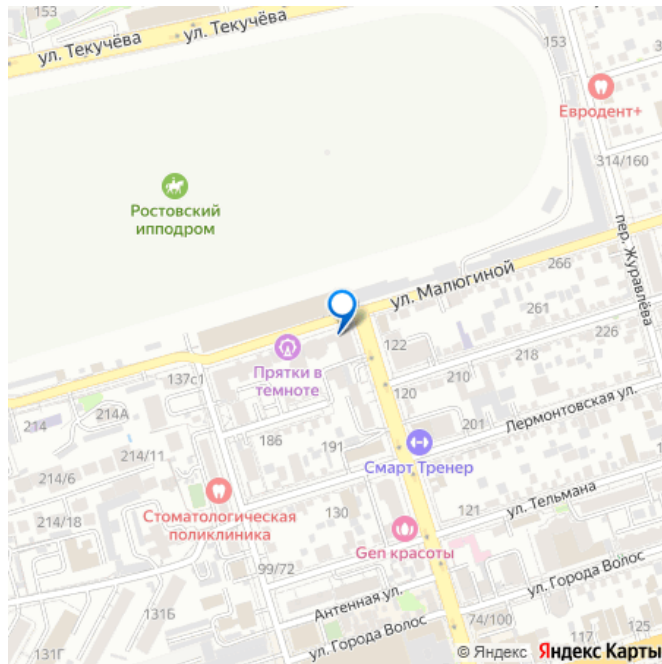 153
ул. Текучёва
ул. Текучёва
153
3
Евродент+
314/160
Ростовский
ипподром
пер. Журавлёва
ул. Малюгиной
266
261
226
122
218
Прятки в
темноте
137с1
210
120
Лермонтовская ул.
214А
214
201
186
191
214/11
Смарт Тренер
214/6
ул. Тельмана
Стоматологическая
поликлиника
130
121
214/18
Gen красоты
99/72
ул. Города Волос
Антенная ул.
131Б
74/100
ул. Города Волос
117
125
131Г
© Яндекс Яндекс Карты